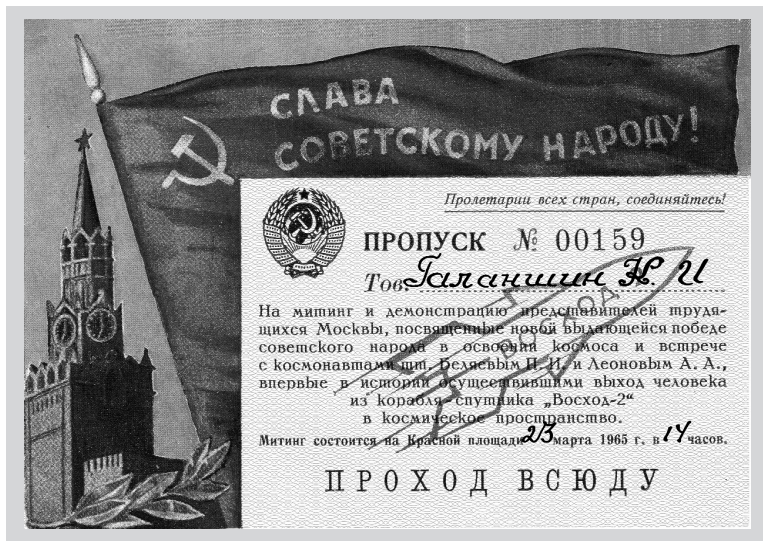 СЛАВА
СОВЕТСКОМУ НАРОДУ!
Пролетарии всех стран, соединяйтесь!
ПРОПУСК № 00159
Тов. Галаншин К. И
ВОСХОД
На митинг и демонстрацию представителей трудя-
щихся Москвы, посвященные новой выдающейся победе
советского народа в освоении космоса и встрече
с космонавтами тт. Беляевым П. И. и Леоновым А. А.,
впервые в истории осуществившими выход человека
из корабля-спутника „Восход-2“
в космическое пространство.
Митинг состоится на Красной площади 23 марта 1965 г. в 14 часов.
ПРОХОД ВСЮДУ